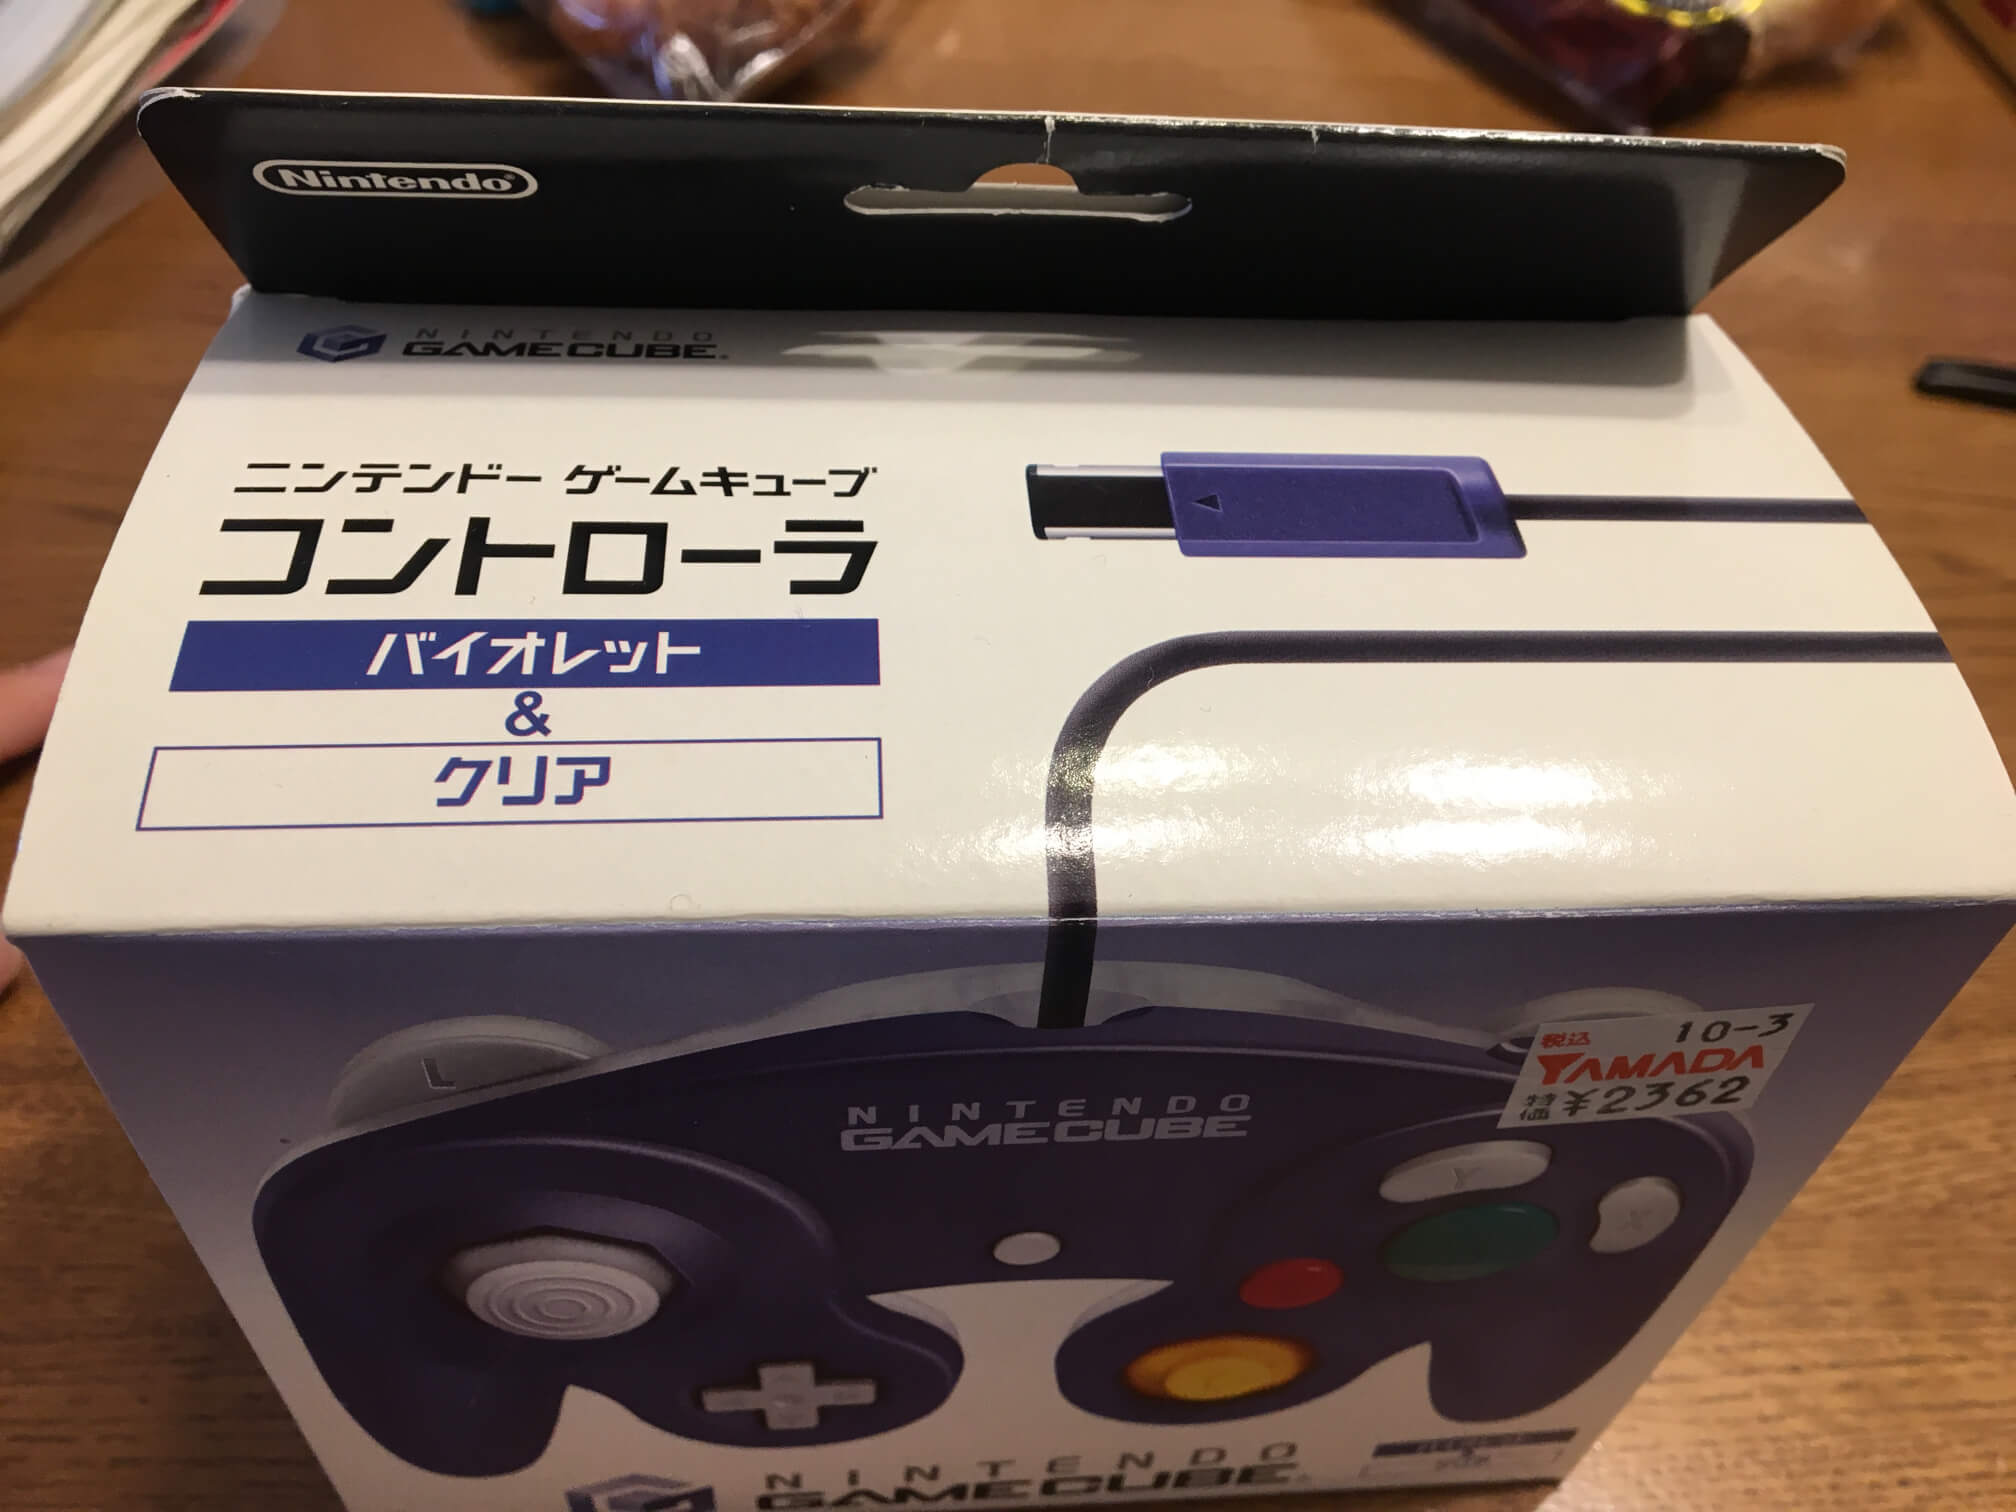 Nintendo®
NINTENDO
GAMECUBE®
ニンテンドー ゲームキューブ
コントローラ
バイオレット
&
クリア
L
税込 10-3
YAMADA
特価 ¥2362
NINTENDO
GAMECUBE
Y
X
NINTENDO
GAMECUBE®